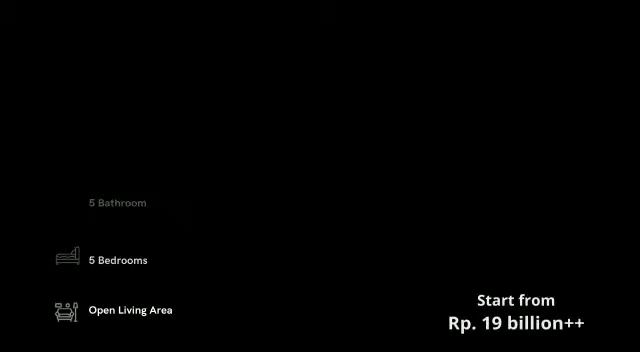 5 Bathroom
5 Bedrooms
Open Living Area
Start from
Rp. 19 billion++